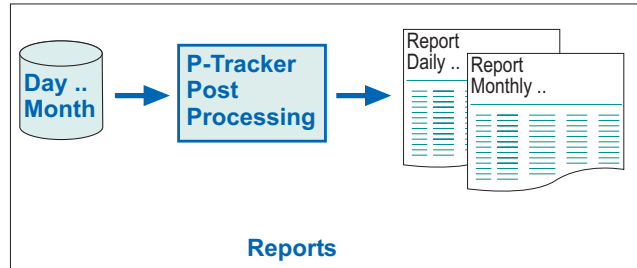 Day ..
Month
P-Tracker
Post
Processing
Report
Daily ..
Report
Monthly ..
Reports